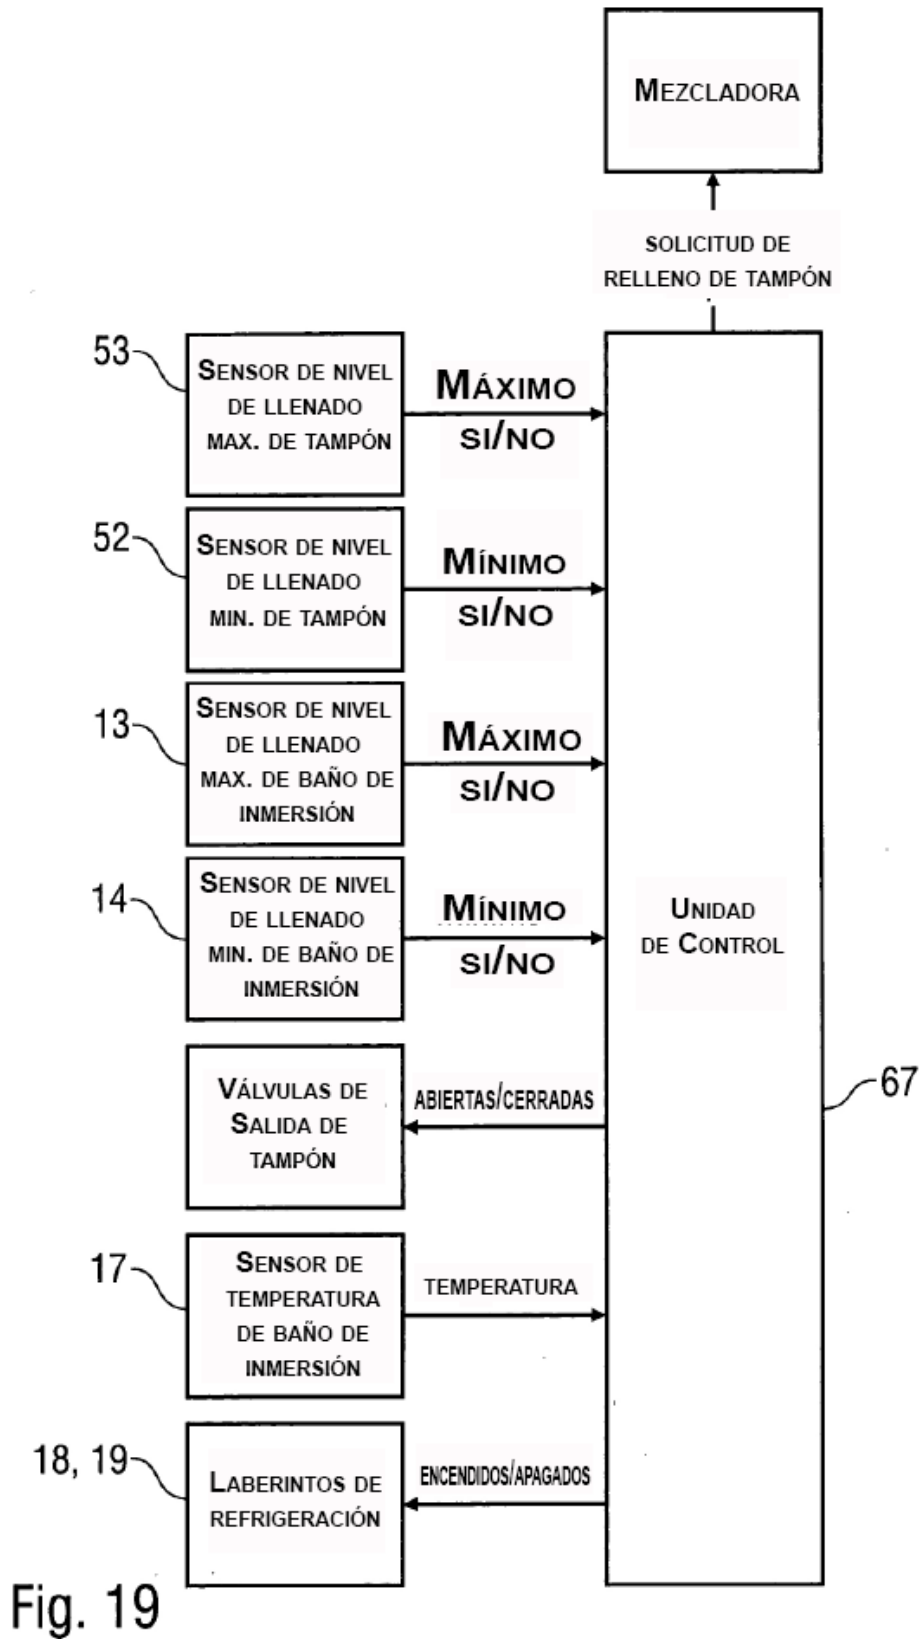 MEZCLADORA
SOLICITUD DE
RELLENO DE TAMPÓN
53
SENSOR DE NIVEL
DE LLENADO
MAX. DE TAMPÓN
MÁXIMO
SI/NO
52
SENSOR DE NIVEL
DE LLENADO
MIN. DE TAMPÓN
MÍNIMO
SI/NO
13
SENSOR DE NIVEL
DE LLENADO
MAX. DE BAÑO DE
INMERSIÓN
MÁXIMO
SI/NO
14
SENSOR DE NIVEL
DE LLENADO
MIN. DE BAÑO DE
INMERSIÓN
MÍNIMO
SI/NO
UNIDAD
DE CONTROL
67
VÁLVULAS DE
SALIDA DE
TAMPÓN
ABIERTAS/CERRADAS
17
SENSOR DE
TEMPERATURA
DE BAÑO DE
INMERSIÓN
TEMPERATURA
18, 19
LABERINTOS DE
REFRIGERACIÓN
ENCENDIDOS/APAGADOS
Fig. 19